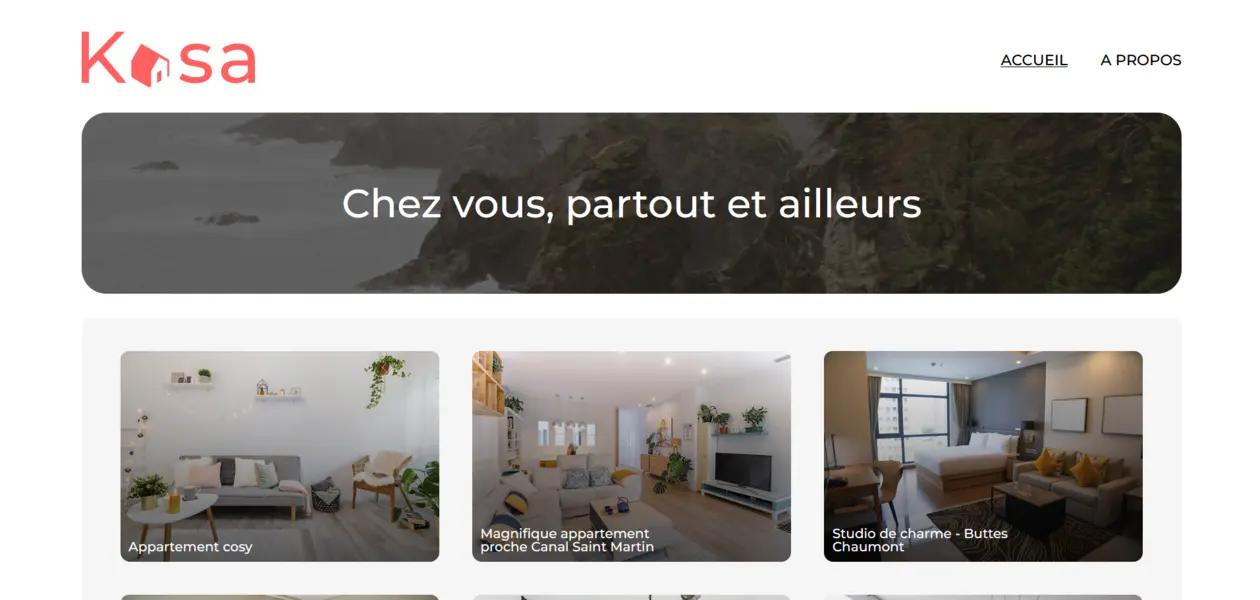 Kasa
ACCUEIL
A PROPOS
Chez vous, partout et ailleurs
Appartement cosy
Magnifique appartement
proche Canal Saint Martin
Studio de charme - Buttes
Chaumont